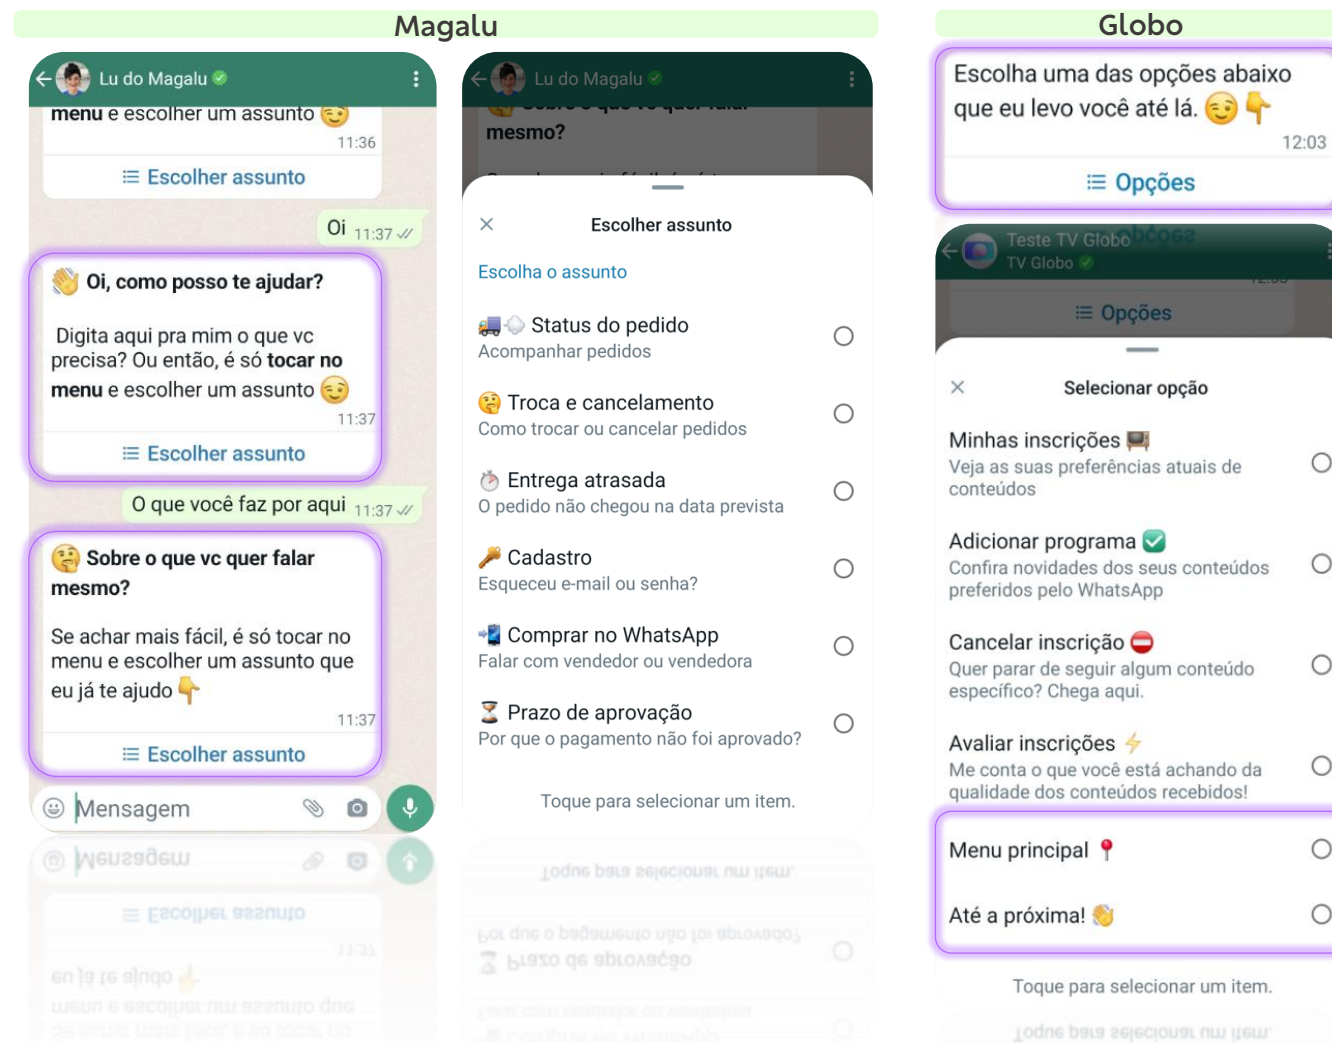 Magalu
Lu do Magalu
menu e escolher um assunto 😉
11:36
Escolher assunto
Oi 11:37
👋 Oi, como posso te ajudar?
Digita aqui pra mim o que vc
precisa? Ou então, é só tocar no
menu e escolher um assunto 😉
11:37
Escolher assunto
O que você faz por aqui 11:37
🤔 Sobre o que vc quer falar
mesmo?
Se achar mais fácil, é só tocar no
menu e escolher um assunto que
eu já te ajudo 👇
11:37
Escolher assunto
Mensagem
Lu do Magalu
Sobre o que vc quer falar
mesmo?
Escolher assunto
Escolha o assunto
🚚💨 Status do pedido
Acompanhar pedidos
🤔 Troca e cancelamento
Como trocar ou cancelar pedidos
⏱ Entrega atrasada
O pedido não chegou na data prevista
🔑 Cadastro
Esqueceu e-mail ou senha?
📲 Comprar no WhatsApp
Falar com vendedor ou vendedora
⏳ Prazo de aprovação
Por que o pagamento não foi aprovado?
Toque para selecionar um item.
Globo
Escolha uma das opções abaixo
que eu levo você até lá. 😉👇
12:03
Opções
Teste TV Globo
TV Globo
12:03
Opções
Selecionar opção
Minhas inscrições 📺
Veja as suas preferências atuais de
conteúdos
Adicionar programa ✅
Confira novidades dos seus conteúdos
preferidos pelo WhatsApp
Cancelar inscrição ⛔
Quer parar de seguir algum conteúdo
específico? Chega aqui.
Avaliar inscrições ⚡
Me conta o que você está achando da
qualidade dos conteúdos recebidos!
Menu principal 📍
Até a próxima! 👋
Toque para selecionar um item.